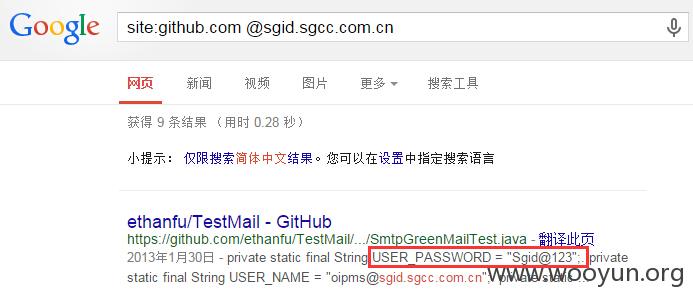 Google
site:github.com @sgid.sgcc.com.cn
网页 新闻 视频 图片 更多 搜索工具
获得 9 条结果 （用时 0.28 秒）
小提示： 仅限搜索简体中文结果。您可以在设置中指定搜索语言
ethanfu/TestMail - GitHub
https://github.com/ethanfu/TestMail/.../SmtpGreenMailTest.java - 翻译此页
2013年1月30日 - private static final String USER_PASSWORD = "Sgid@123";. private
static final String USER_NAME = "oipms@sgid.sgcc.com.cn"; private static ...
www.wooyun.org